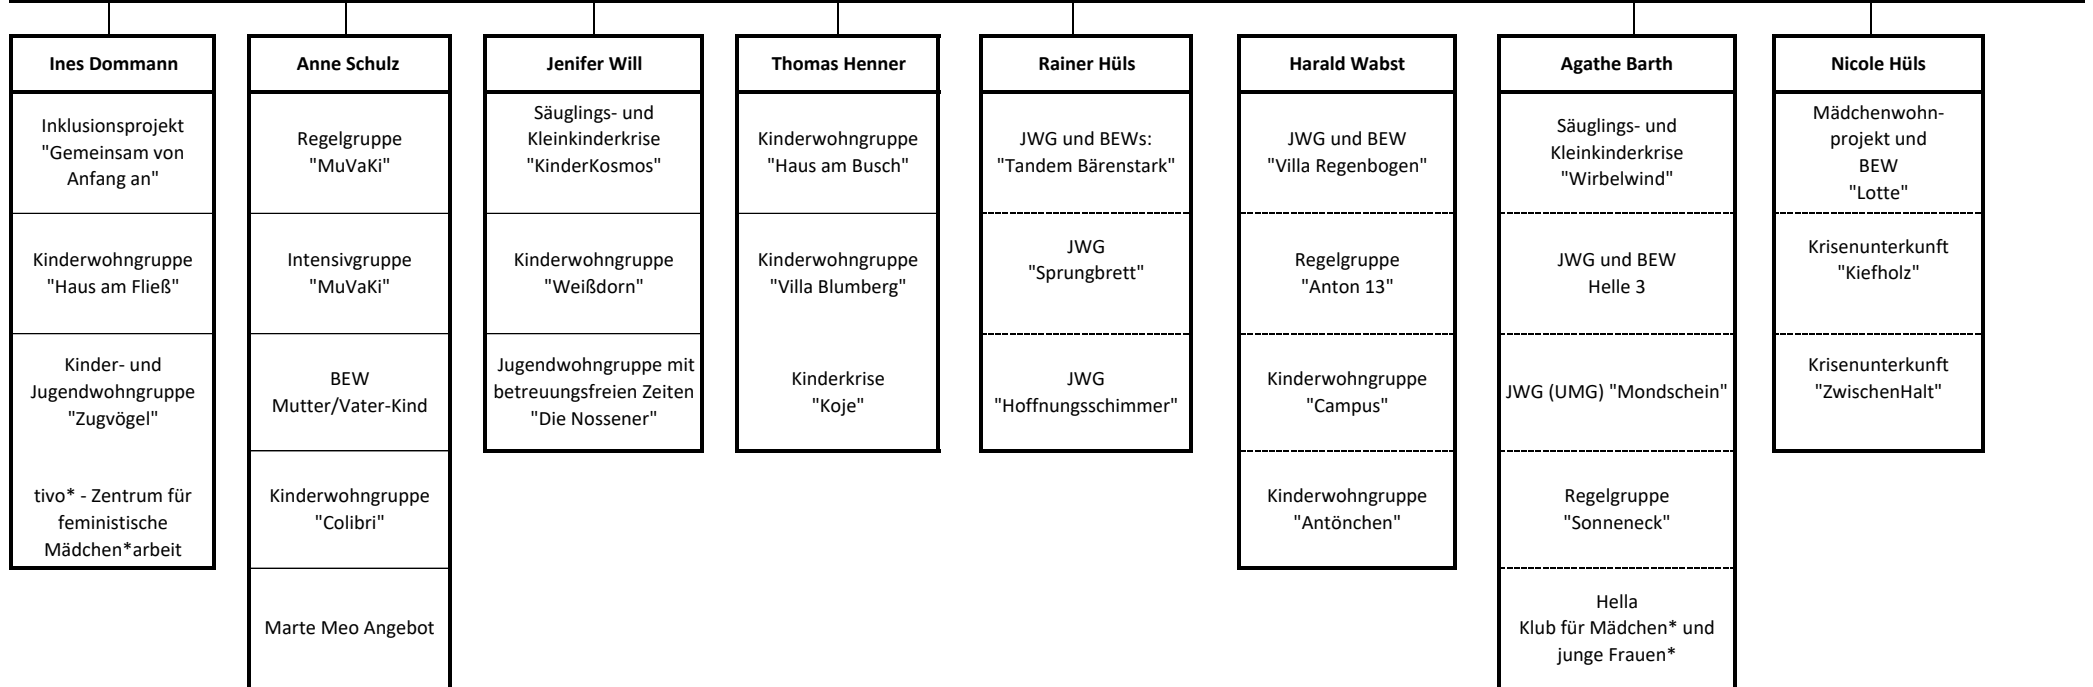 Ines Dommann
Inklusionsprojekt
"Gemeinsam von
Anfang an"
Kinderwohngruppe
"Haus am Fließ"
Kinder- und
Jugendwohngruppe
"Zugvögel"
tivo* - Zentrum für
feministische
Mädchen*arbeit
Anne Schulz
Regelgruppe
"MuVaKi"
Intensivgruppe
"MuVaKi"
BEW
Mutter/Vater-Kind
Kinderwohngruppe
"Colibri"
Marte Meo Angebot
Jenifer Will
Säuglings- und
Kleinkinderkrise
"KinderKosmos"
Kinderwohngruppe
"Weißdorn"
Jugendwohngruppe mit
betreuungsfreien Zeiten
"Die Nossener"
Thomas Henner
Kinderwohngruppe
"Haus am Busch"
Kinderwohngruppe
"Villa Blumberg"
Kinderkrise
"Koje"
Rainer Hüls
JWG und BEWs:
"Tandem Bärenstark"
JWG
"Sprungbrett"
JWG
"Hoffnungsschimmer"
Harald Wabst
JWG und BEW
"Villa Regenbogen"
Regelgruppe
"Anton 13"
Kinderwohngruppe
"Campus"
Kinderwohngruppe
"Antönchen"
Agathe Barth
Säuglings- und
Kleinkinderkrise
"Wirbelwind"
JWG und BEW
Helle 3
JWG (UMG) "Mondschein"
Regelgruppe
"Sonneneck"
Hella
Klub für Mädchen* und
junge Frauen*
Nicole Hüls
Mädchenwohn-
projekt und
BEW
"Lotte"
Krisenunterkunft
"Kiefholz"
Krisenunterkunft
"ZwischenHalt"